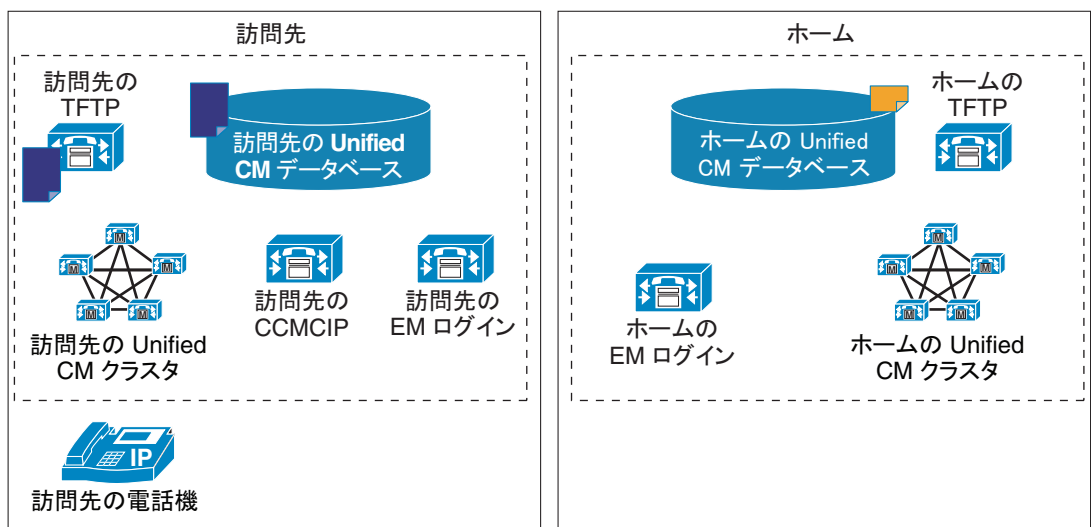 訪問先
訪問先の
TFTP
訪問先の Unified
CM データベース
M
M
M
M
M
訪問先の Unified
CM クラスタ
訪問先の
CCMCIP
訪問先の
EM ログイン
IP
訪問先の電話機
ホーム
ホームの Unified
CM データベース
ホームの
TFTP
ホームの
EM ログイン
M
M
M
M
M
ホームの Unified
CM クラスタ